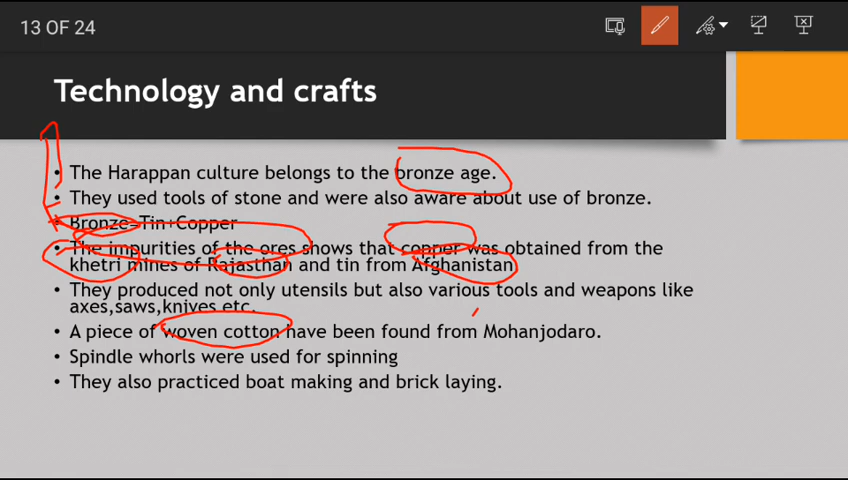 13 OF 24
Technology and crafts
• The Harappan culture belongs to the bronze age.
• They used tools of stone and were also aware about use of bronze.
• Bronze=Tin+Copper
• The impurities of the ores shows that copper was obtained from the
khetri mines of Rajasthan and tin from Afghanistan
• They produced not only utensils but also various tools and weapons like
axes,saws,knives etc.
• A piece of woven cotton have been found from Mohanjodaro.
• Spindle whorls were used for spinning
• They also practiced boat making and brick laying.